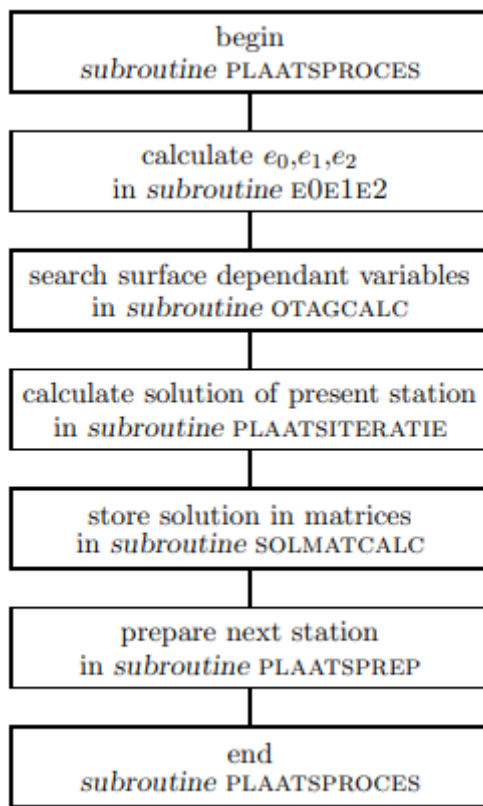 begin
subroutine PLAATSPROCES
calculate e₀,e₁,e₂
in subroutine E0E1E2
search surface dependant variables
in subroutine OTAGCALC
calculate solution of present station
in subroutine PLAATSITERATIE
store solution in matrices
in subroutine SOLMATCALC
prepare next station
in subroutine PLAATSPREP
end
subroutine PLAATSPROCES